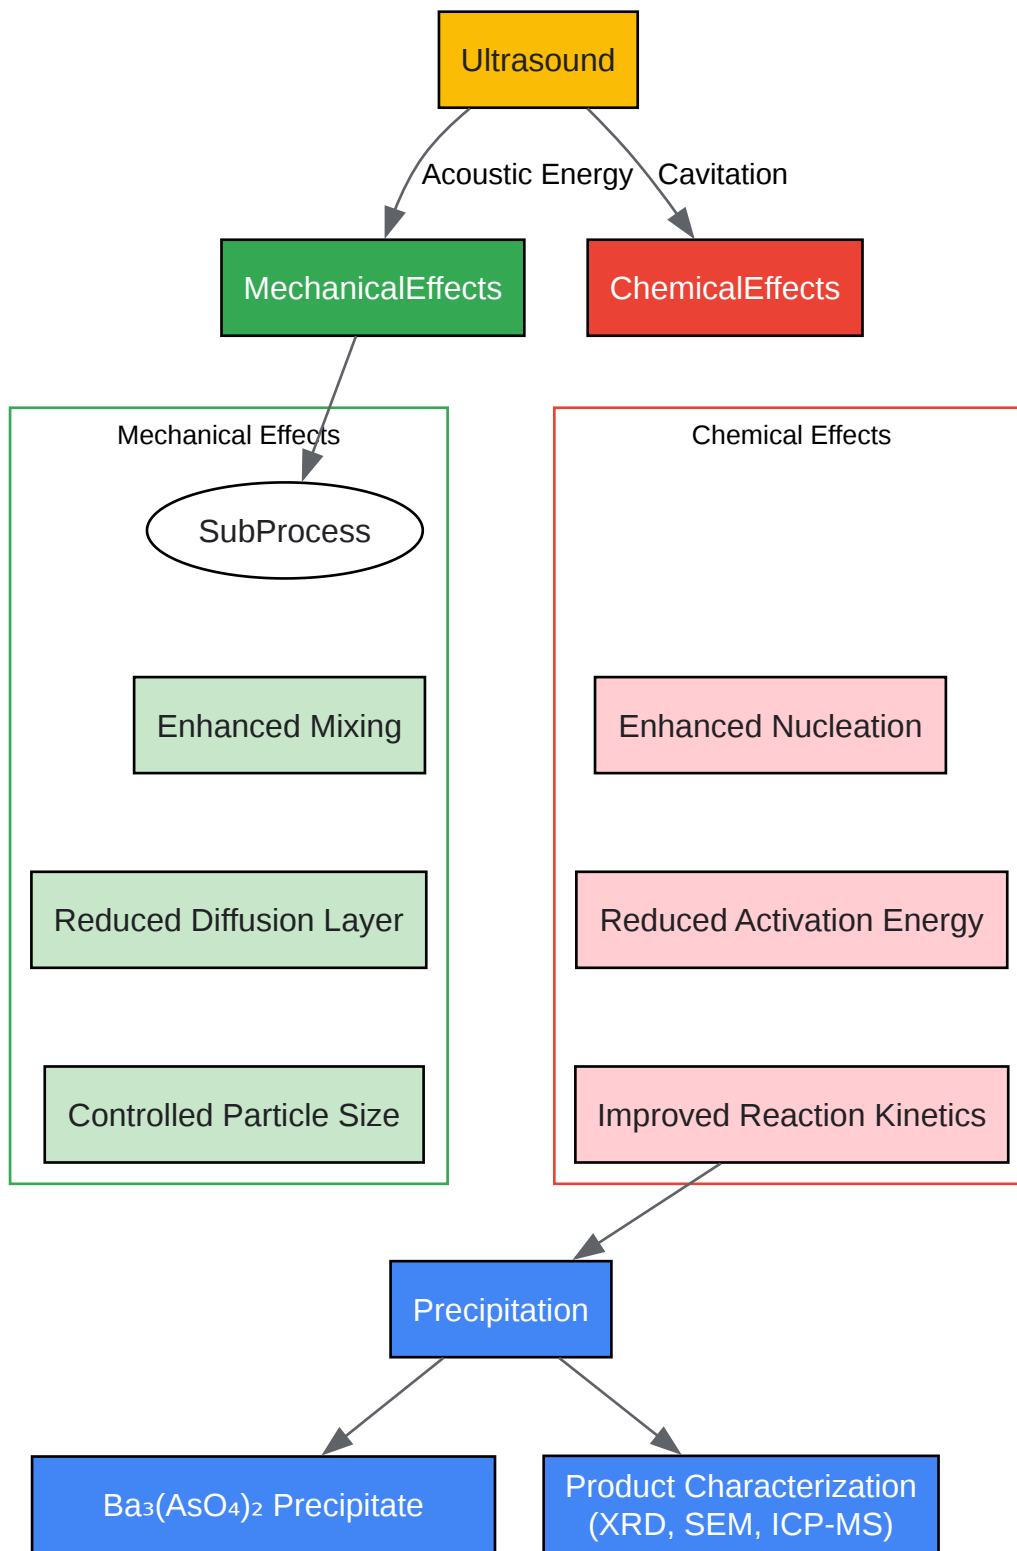 Ultrasound
Acoustic Energy
Cavitation
MechanicalEffects
ChemicalEffects
Mechanical Effects
Chemical Effects
SubProcess
Enhanced Mixing
Enhanced Nucleation
Reduced Diffusion Layer
Reduced Activation Energy
Controlled Particle Size
Improved Reaction Kinetics
Precipitation
Ba₃(AsO₄)₂ Precipitate
Product Characterization
(XRD, SEM, ICP-MS)